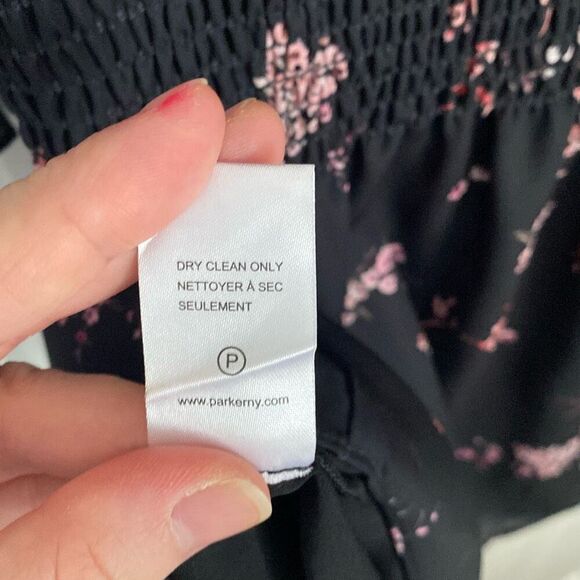 DRY CLEAN ONLY
NETTOYER À SEC
SEULEMENT
P
www.parkerny.com